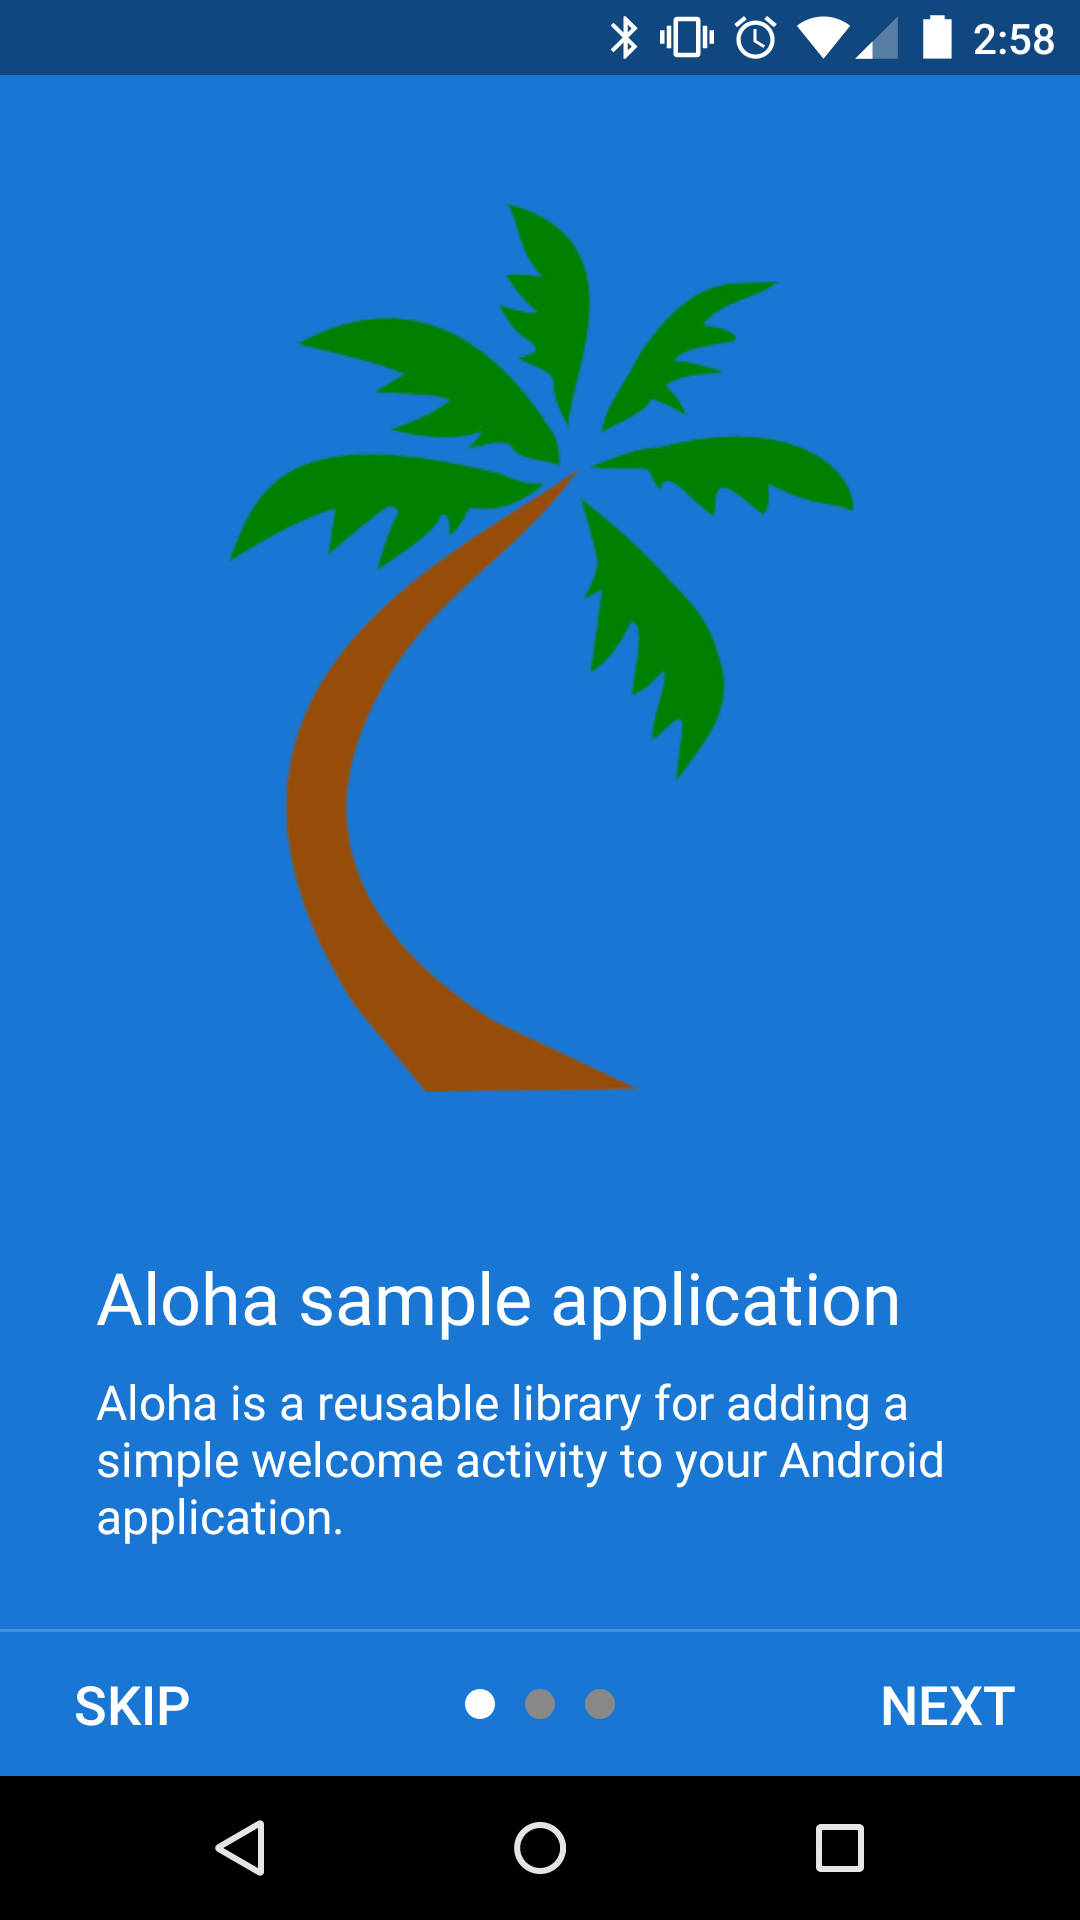 2:58
Aloha sample application
Aloha is a reusable library for adding a
simple welcome activity to your Android
application.
SKIP
NEXT